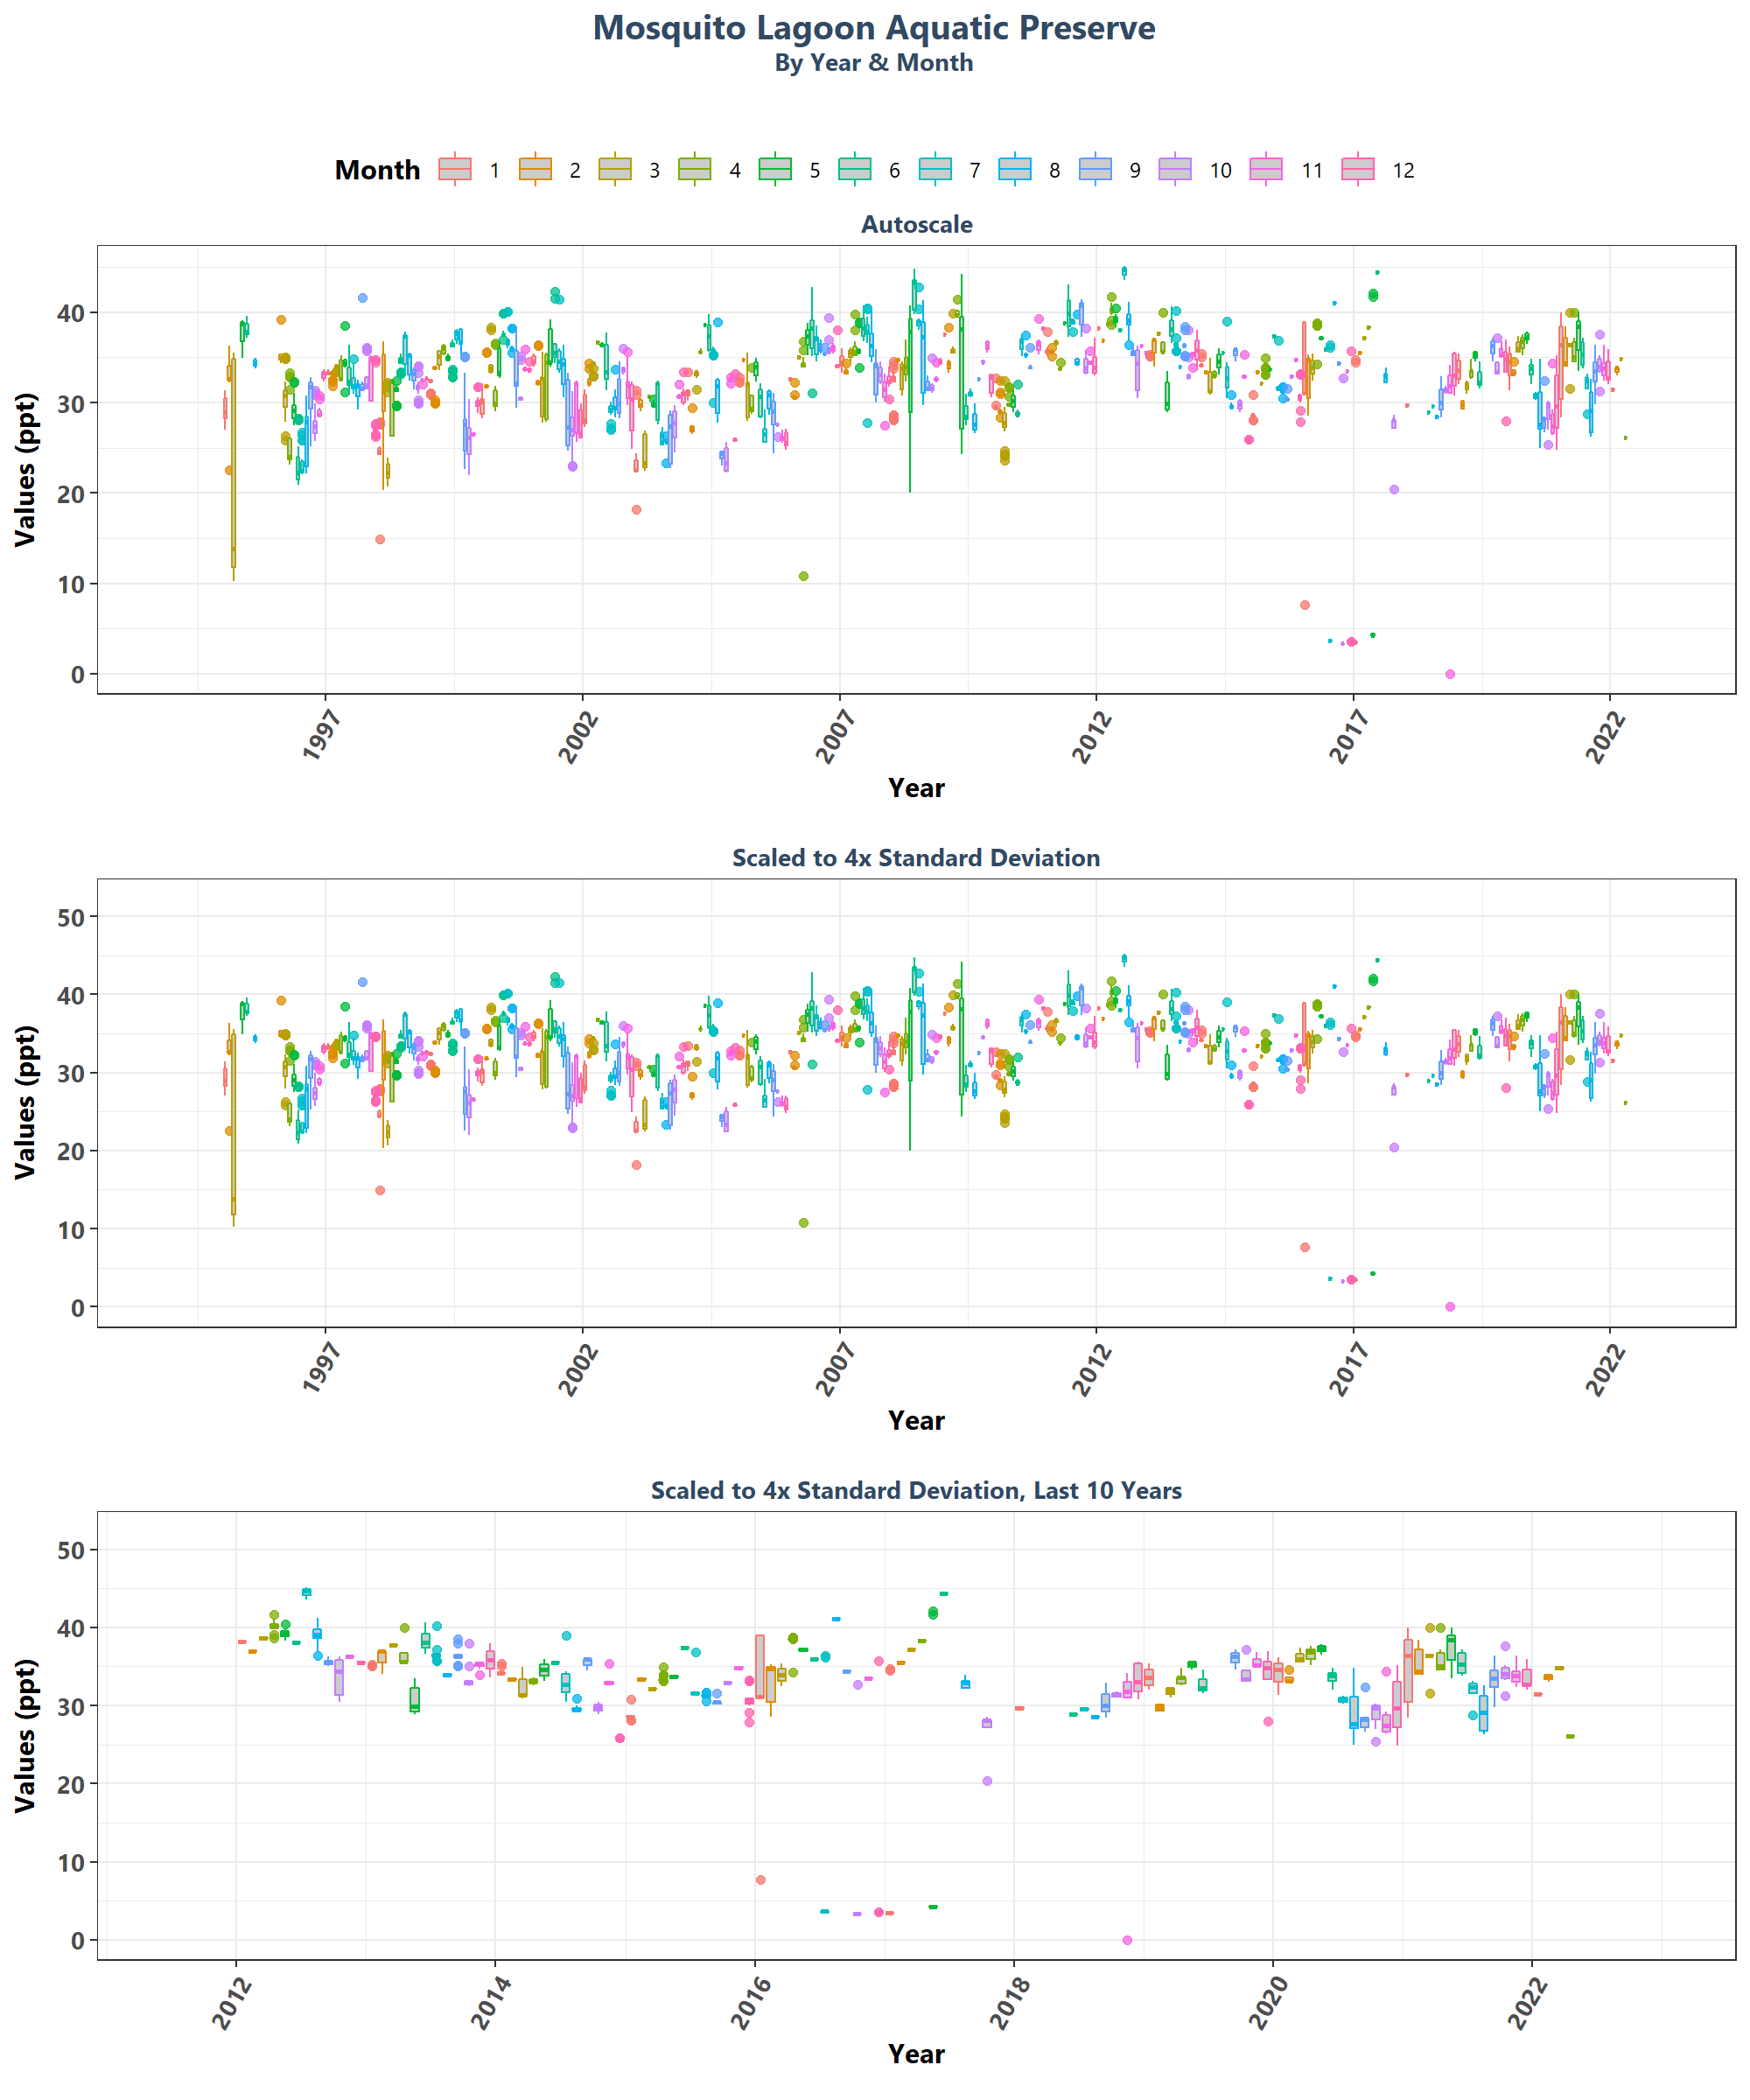 Mosquito Lagoon Aquatic Preserve
By Year & Month
Month 1 2 3 4 5 6 7 8 9 10 11 12
Autoscale
Values (ppt)
40
30
20
10
0
1997 2002 2007 2012 2017 2022
Year
Scaled to 4x Standard Deviation
Values (ppt)
50
40
30
20
10
0
1997 2002 2007 2012 2017 2022
Year
Scaled to 4x Standard Deviation, Last 10 Years
Values (ppt)
50
40
30
20
10
0
2012 2014 2016 2018 2020 2022
Year